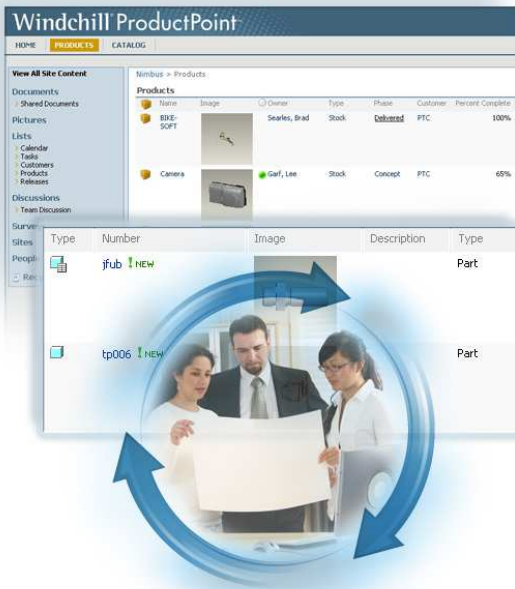 Windchill ProductPoint
HOME PRODUCTS CATALOG
View All Site Content
Documents
Shared Documents
Pictures
Lists
Calendar
Tasks
Customers
Products
Releases
Discussions
Team Discussion
Sites
Nimbus > Products
Products
Name Image Owner Type Phase Customer Percent Complete
BIKE-SOFT Searles, Brad Stock Delivered PTC 100%
Camera Garf, Lee Stock Concept PTC 65%
Type Number Image Description Type
jfub ! NEW Part
tp006 ! NEW Part